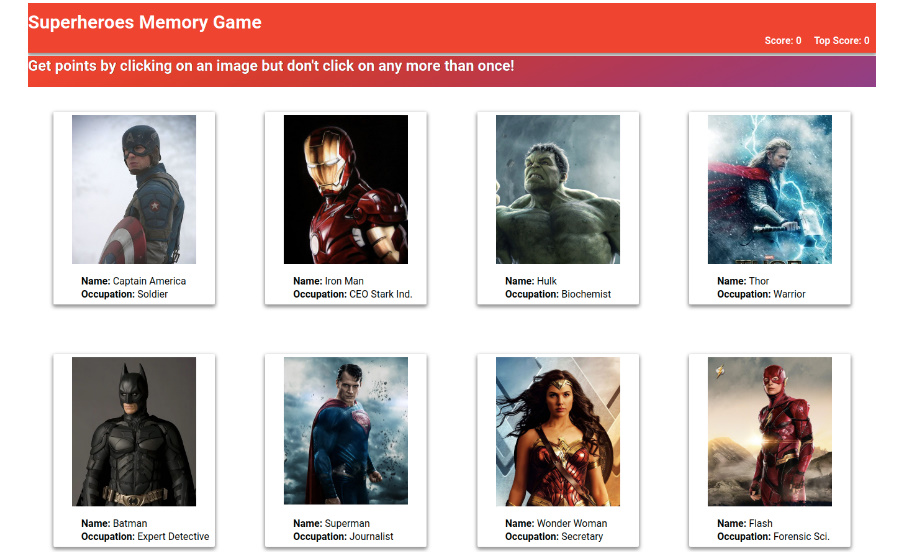 Superheroes Memory Game
Score: 0 Top Score: 0
Get points by clicking on an image but don't click on any more than once!
Name: Captain America
Occupation: Soldier
Name: Iron Man
Occupation: CEO Stark Ind.
Name: Hulk
Occupation: Biochemist
Name: Thor
Occupation: Warrior
Name: Batman
Occupation: Expert Detective
Name: Superman
Occupation: Journalist
Name: Wonder Woman
Occupation: Secretary
Name: Flash
Occupation: Forensic Sci.